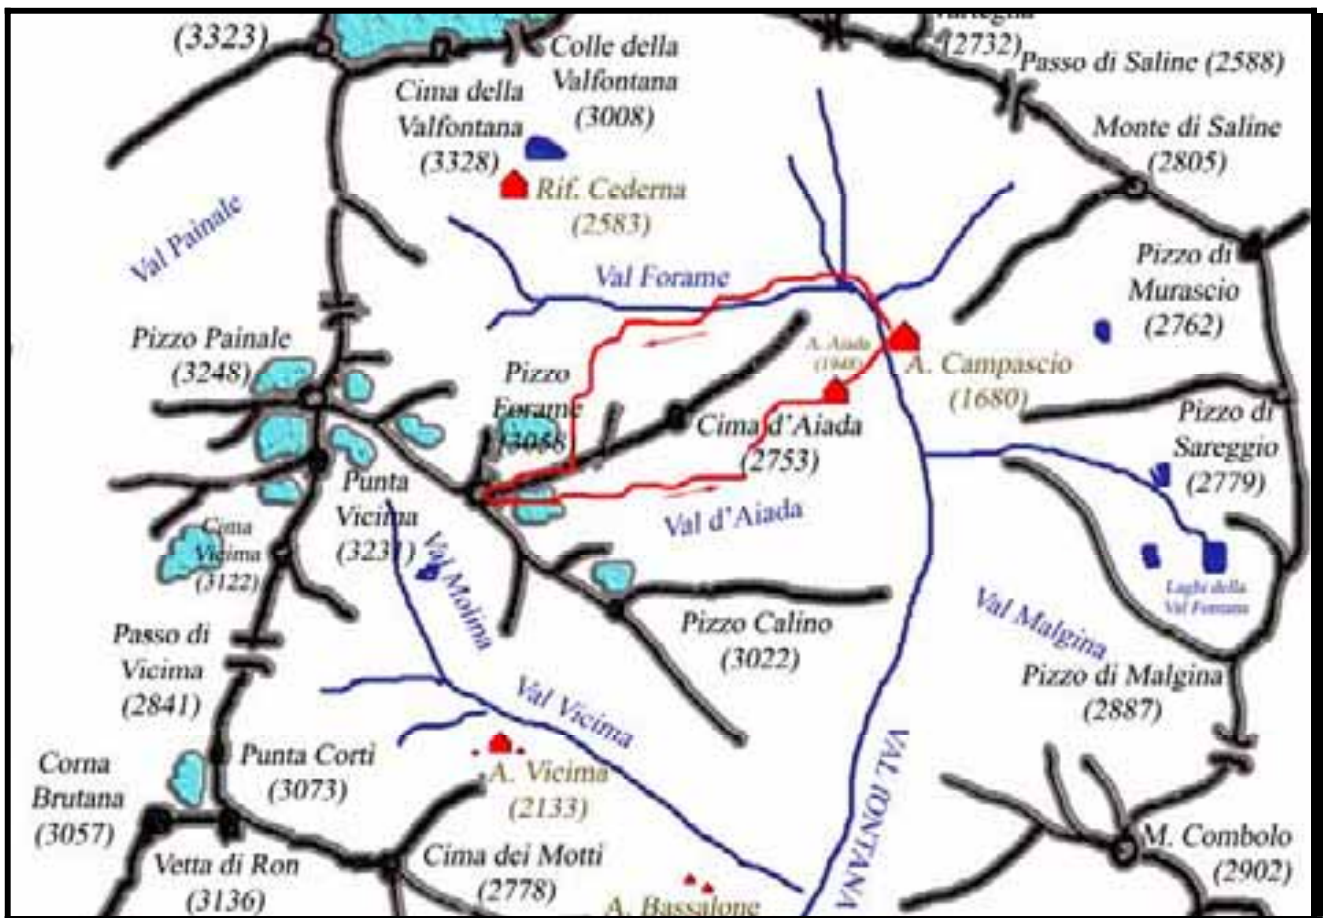 (3323)
Colle della
Valfontana
(3008)
(2732)
Passo di Saline (2588)
Cima della
Valfontana
(3328)
Monte di Saline
(2805)
Rif. Cederna
(2583)
Val Painale
Val Forame
Pizzo di
Murascio
(2762)
Pizzo Painale
(3248)
A. Aiada
(1948)
A. Campascio
(1680)
Pizzo
Forame
(3058
Cima d'Aiada
(2753)
Pizzo di
Sareggio
(2779)
Punta
Vicima
(3231)
Val d'Aiada
Cima
Vicima
(3122)
Val Molina
Laghi della
Val Fontana
Val Malgina
Passo di
Vicima
(2841)
Pizzo Calino
(3022)
Pizzo di Malgina
(2887)
Val Vicima
Punta Corti
(3073)
A. Vicima
(2133)
VAL FONTANA
Corna
Brutana
(3057)
M. Combolo
(2902)
Vetta di Ron
(3136)
Cima dei Motti
(2778)
A. Bassalone